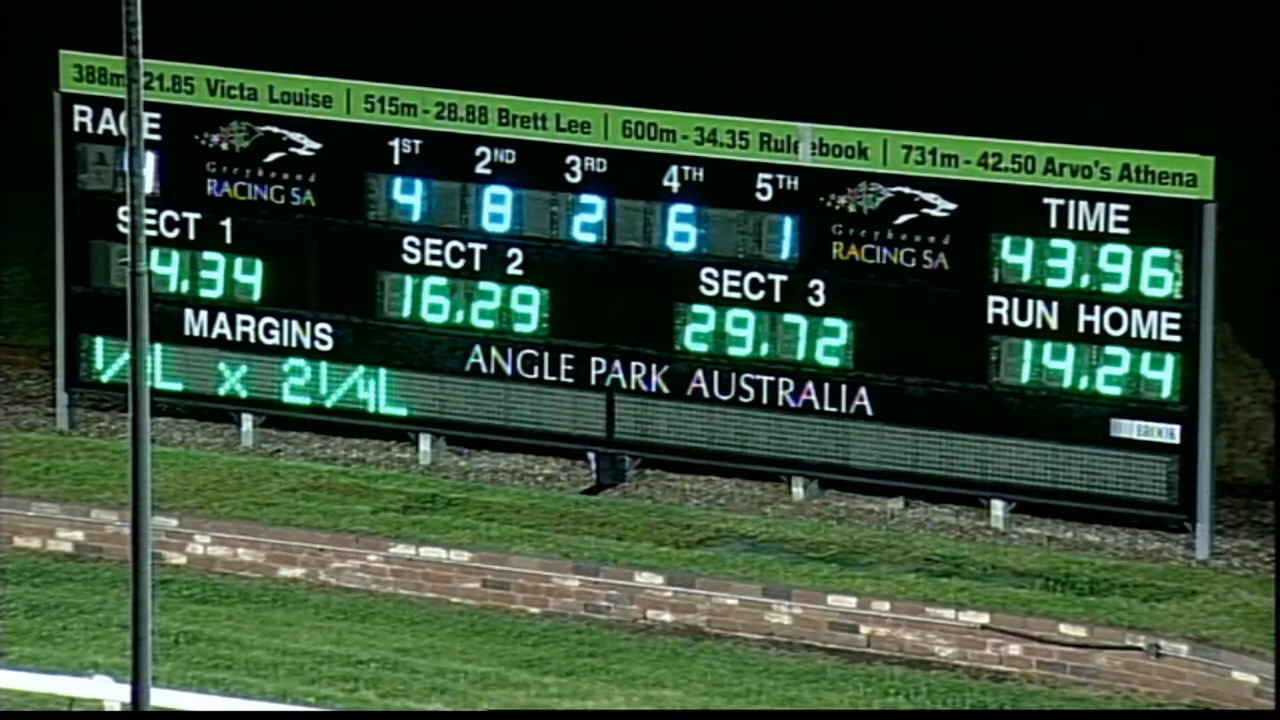 388m-21.85 Victa Louise | 515m - 28.88 Brett Lee | 600m - 34.35 Rulebook | 731m - 42.50 Arvo's Athena
RACE
Greyhound
RACING SA
1ST 2ND 3RD 4TH 5TH
4 8 2 6 1
Greyhound
RACING SA
TIME
43.96
SECT 1
4.34
SECT 2
16.29
SECT 3
29.72
RUN HOME
14.24
MARGINS
L x 2 1/4L
ANGLE PARK AUSTRALIA